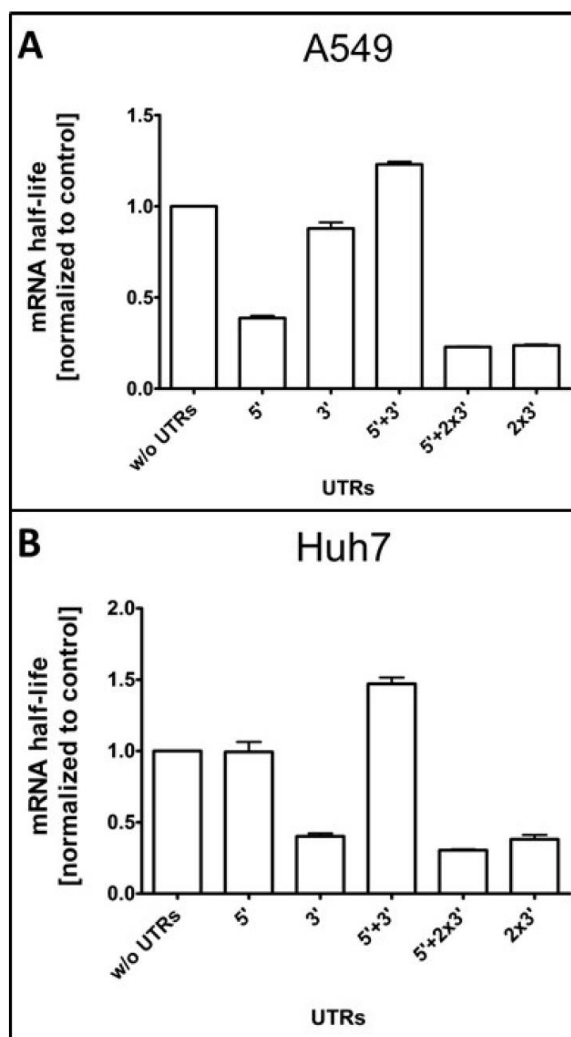 A
A549
mRNA half-life
[normalized to control]
1.5
1.0
0.5
0.0
w/o UTRs
5'
3'
5'+3'
5'+2x3'
2x3'
UTRs
B
Huh7
mRNA half-life
[normalized to control]
2.0
1.5
1.0
0.5
0.0
w/o UTRs
5'
3'
5'+3'
5'+2x3'
2x3'
UTRs